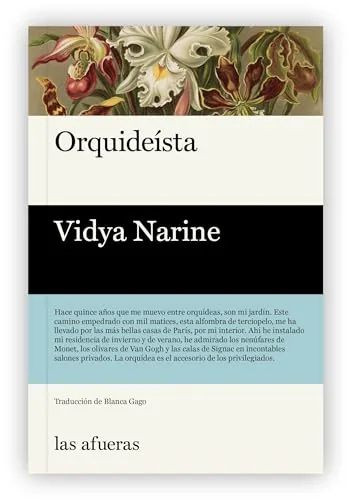 Orquideísta
Vidya Narine
Hace quince años que me muevo entre orquídeas, son mi jardín. Este
camino empedrado con mil matices, esta alfombra de terciopelo, me ha
llevado por las más bellas casas de París, por mi interior. Ahí he instalado
mi residencia de invierno y de verano, he admirado los nenúfares de
Monet, los olivares de Van Gogh y las calas de Signac en incontables
salones privados. La orquídea es el accesorio de los privilegiados.
Traducción de Blanca Gago
las afueras